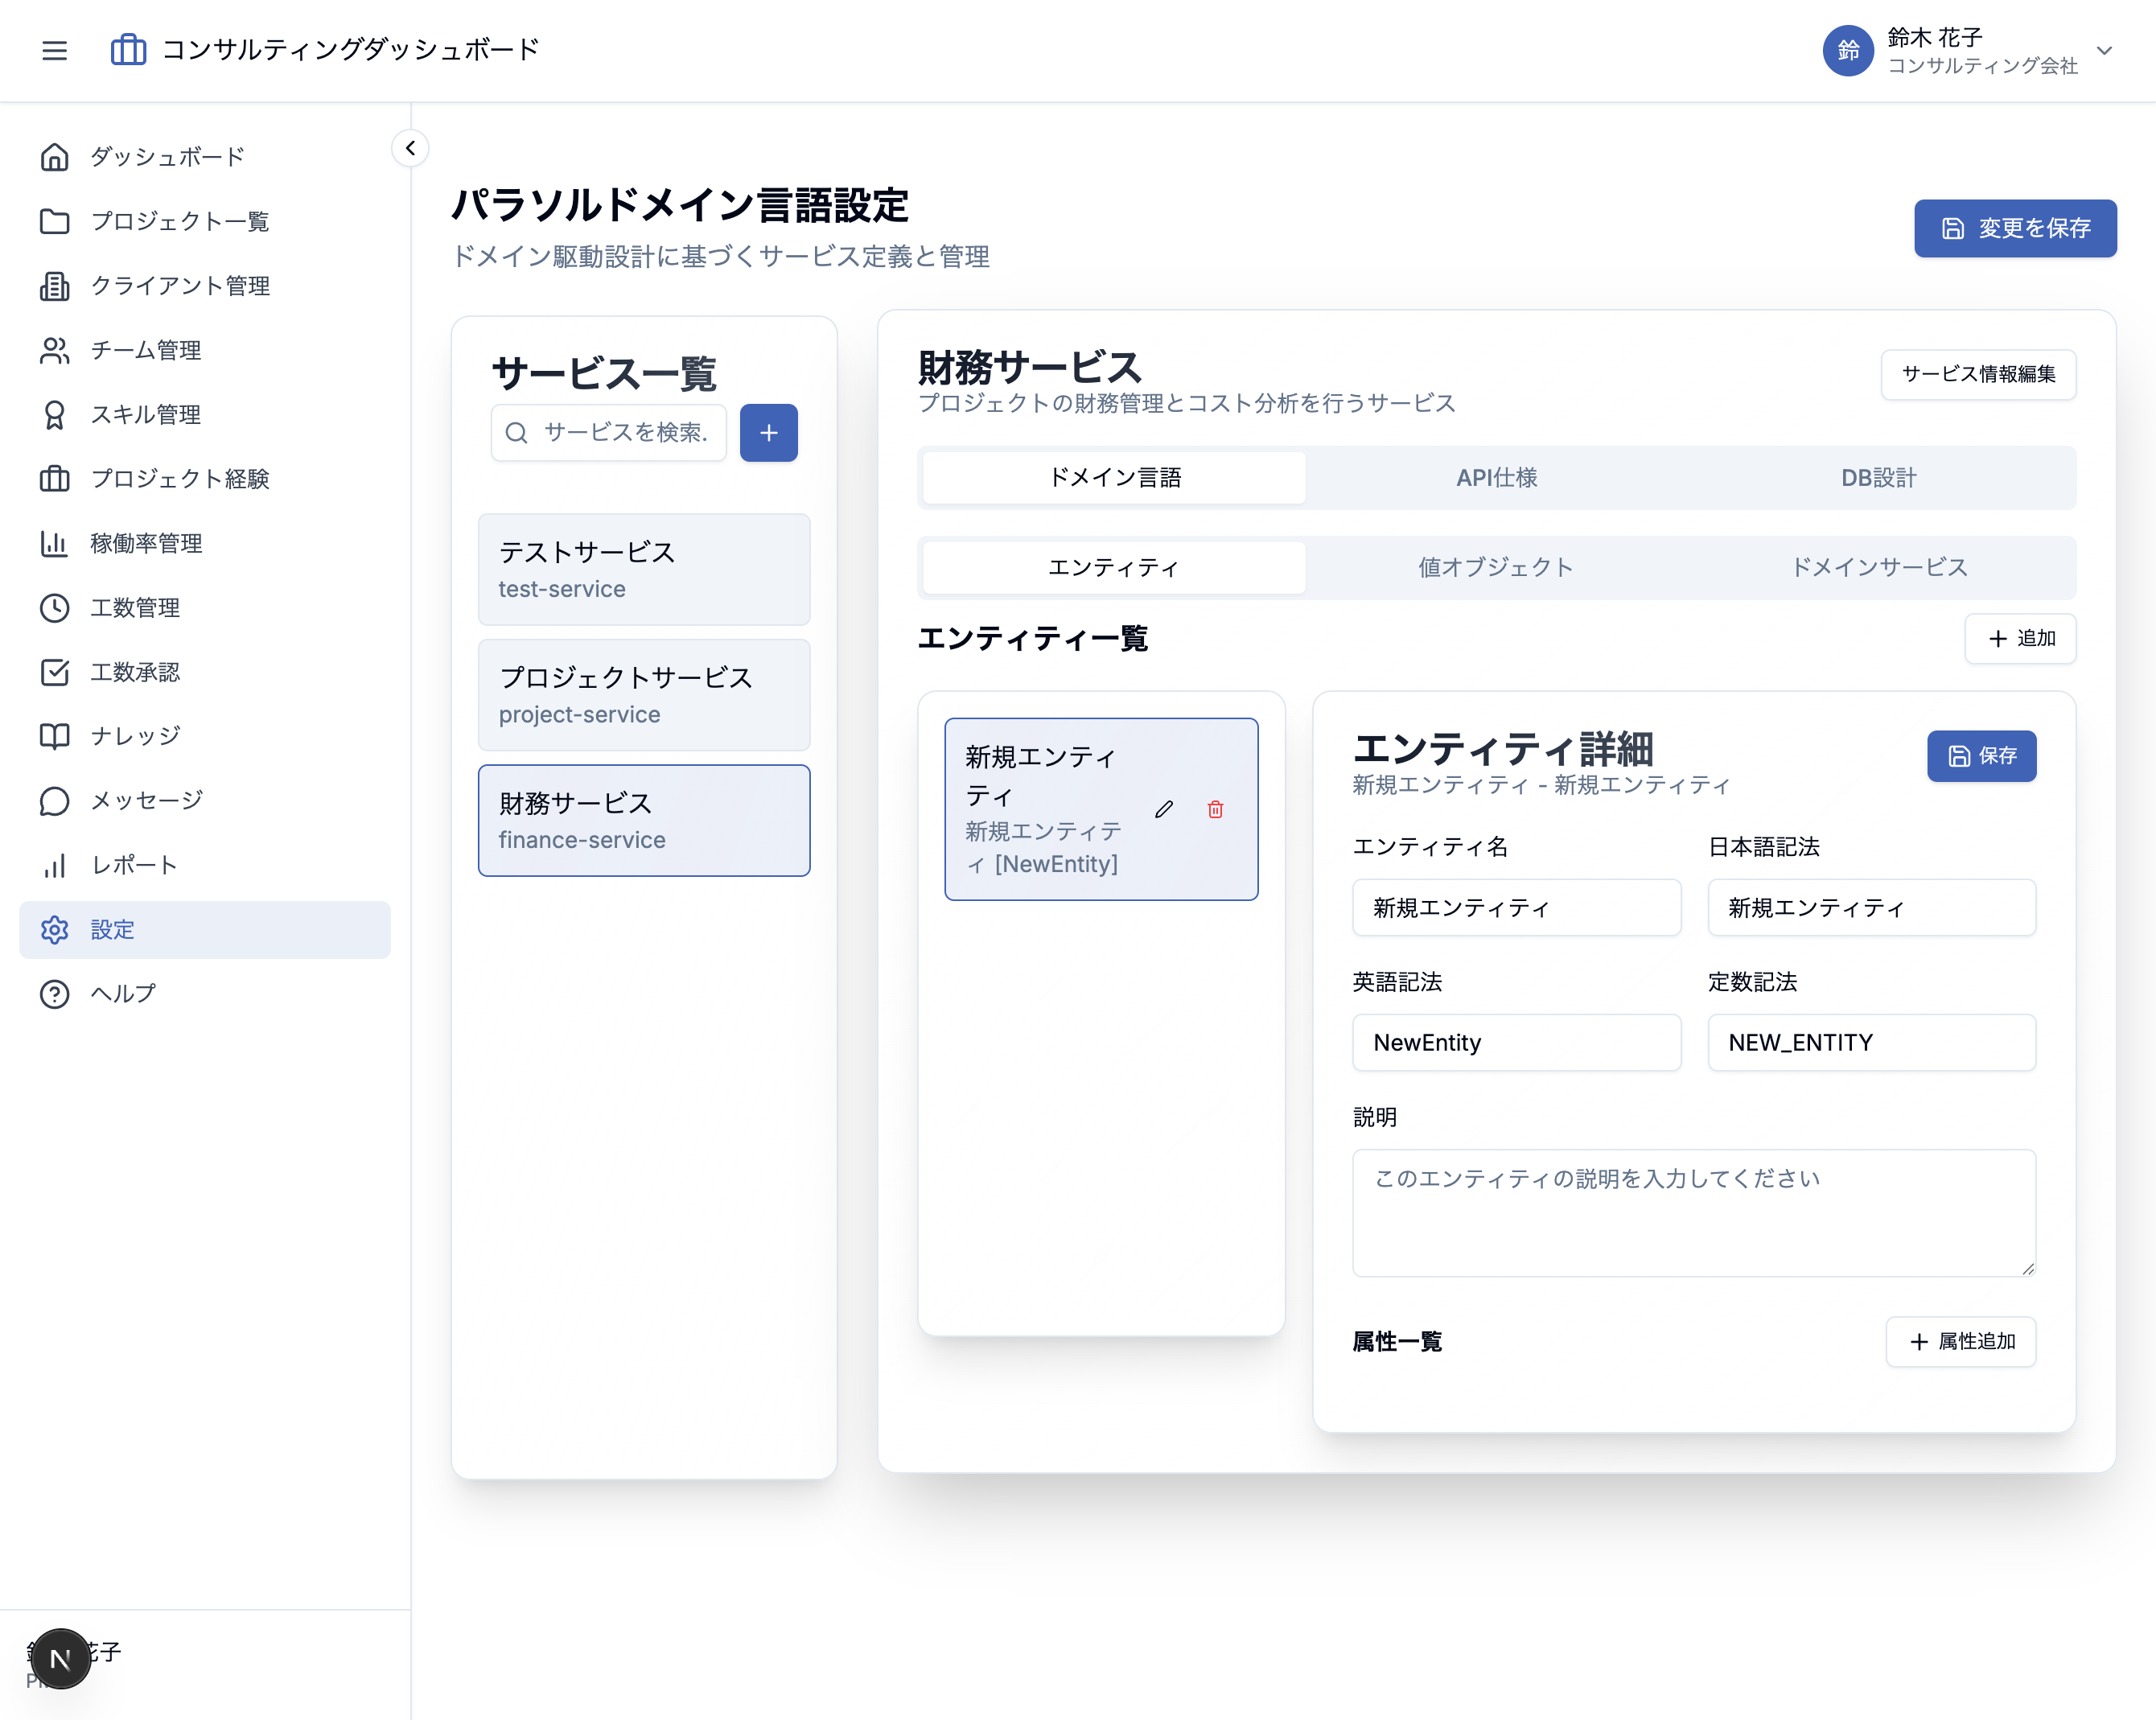 コンサルティングダッシュボード
鈴
鈴木 花子
コンサルティング会社
ダッシュボード
プロジェクト一覧
クライアント管理
チーム管理
スキル管理
プロジェクト経験
稼働率管理
工数管理
工数承認
ナレッジ
メッセージ
レポート
設定
ヘルプ
花子
N
パラソルドメイン言語設定
ドメイン駆動設計に基づくサービス定義と管理
変更を保存
サービス一覧
サービスを検索.
テストサービス
test-service
プロジェクトサービス
project-service
財務サービス
finance-service
財務サービス
プロジェクトの財務管理とコスト分析を行うサービス
サービス情報編集
ドメイン言語
API仕様
DB設計
エンティティ
値オブジェクト
ドメインサービス
エンティティ一覧
追加
新規エンティ
ティ
新規エンティテ
ィ [NewEntity]
エンティティ詳細
新規エンティティ - 新規エンティティ
保存
エンティティ名
日本語記法
新規エンティティ
新規エンティティ
英語記法
定数記法
NewEntity
NEW_ENTITY
説明
このエンティティの説明を入力してください
属性一覧
属性追加